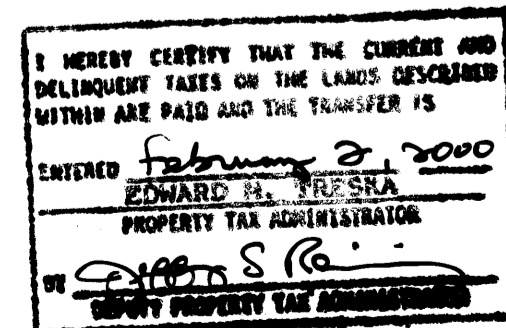 I HEREBY CERTIFY THAT THE CURRENT AND
DELINQUENT TAXES ON THE LANDS DESCRIBED
WITHIN ARE PAID AND THE TRANSFER IS
ENTERED February 2, 2000
EDWARD M. TRESKA
PROPERTY TAX ADMINISTRATOR
BY S
DEPUTY PROPERTY TAX ADMINISTRATOR